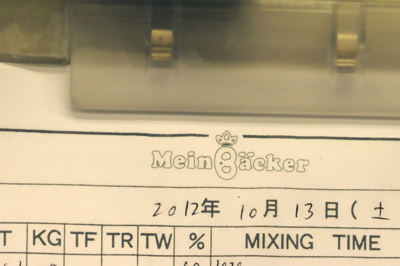 Mein Bäcker
2012年 10月 13日(土
T KG TF TR TW % MIXING TIME